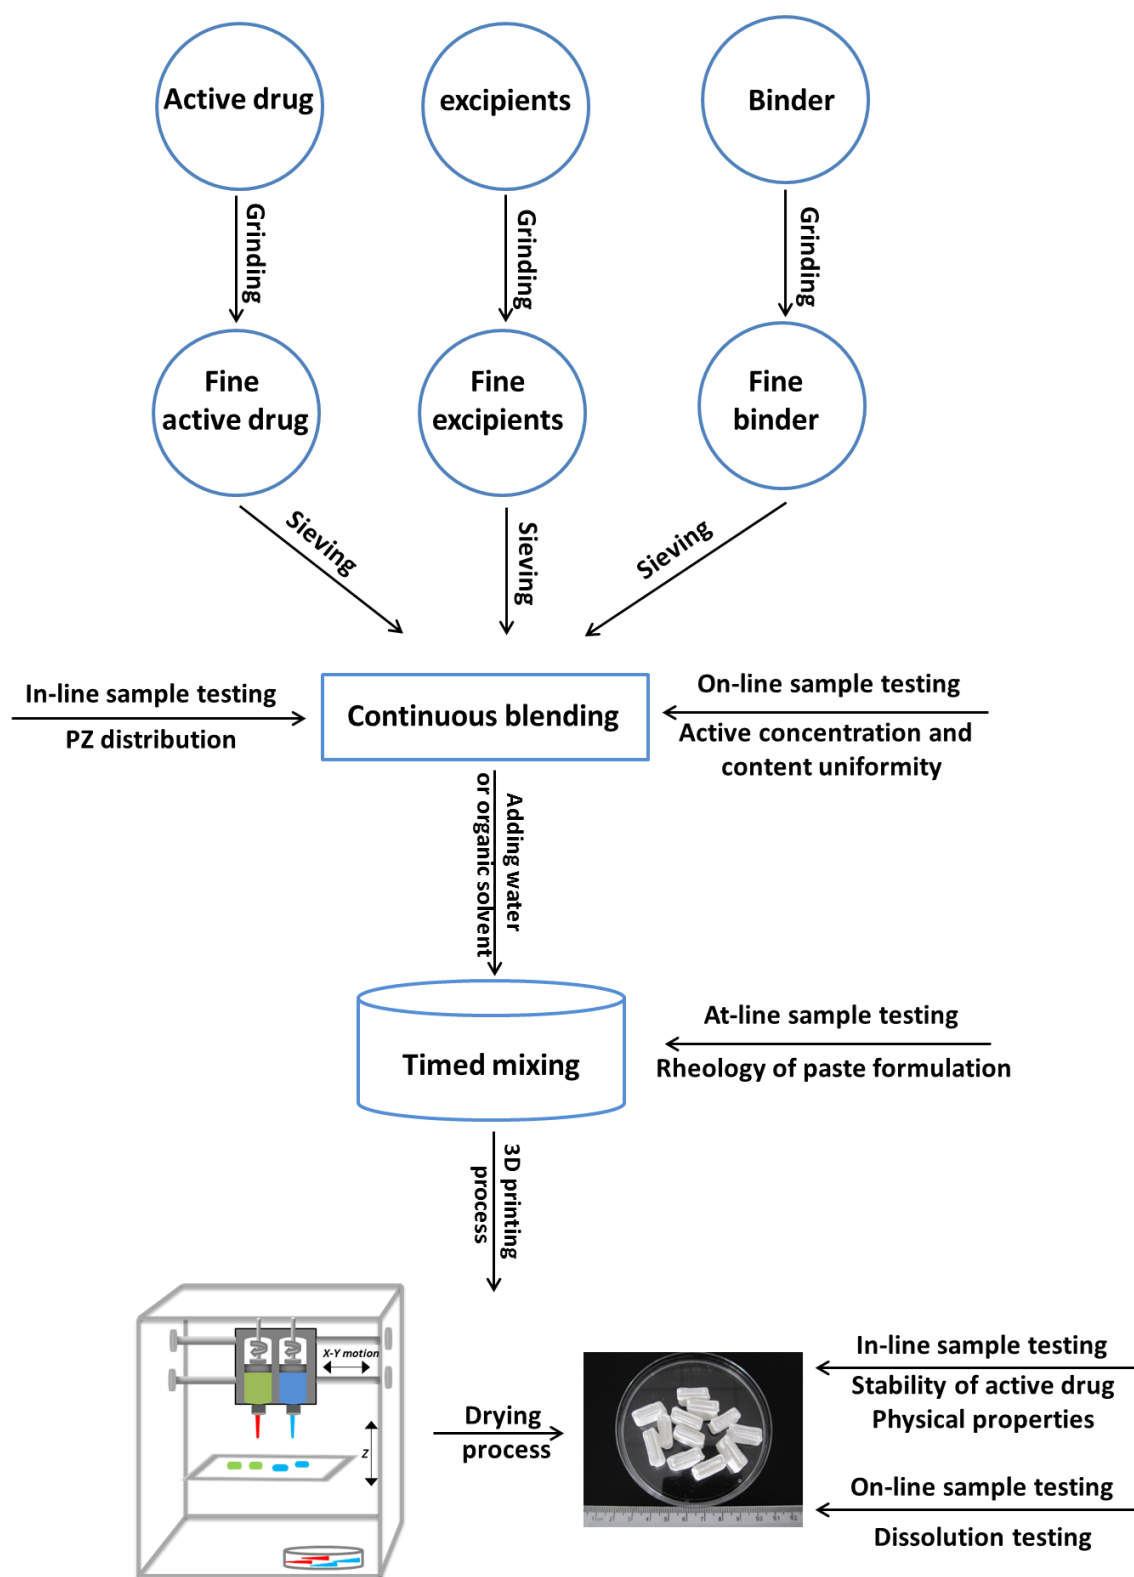 Active drug
excipients
Binder
Grinding
Grinding
Grinding
Fine
active drug
Fine
excipients
Fine
binder
Sieving
Sieving
Sieving
In-line sample testing
PZ distribution
Continuous blending
On-line sample testing
Active concentration and
content uniformity
Adding water
or organic solvent
Timed mixing
At-line sample testing
Rheology of paste formulation
3D printing
process
X-Y motion
Z
Drying
process
In-line sample testing
Stability of active drug
Physical properties
On-line sample testing
Dissolution testing